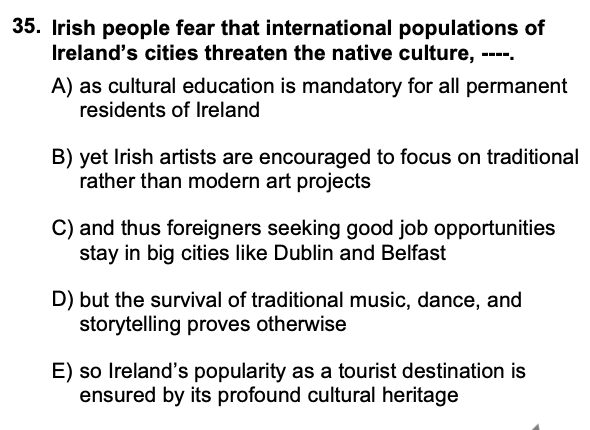 35. Irish people fear that international populations of
Ireland's cities threaten the native culture, ----.
A) as cultural education is mandatory for all permanent
residents of Ireland
B) yet Irish artists are encouraged to focus on traditional
rather than modern art projects
C) and thus foreigners seeking good job opportunities
stay in big cities like Dublin and Belfast
D) but the survival of traditional music, dance, and
storytelling proves otherwise
E) so Ireland's popularity as a tourist destination is
ensured by its profound cultural heritage